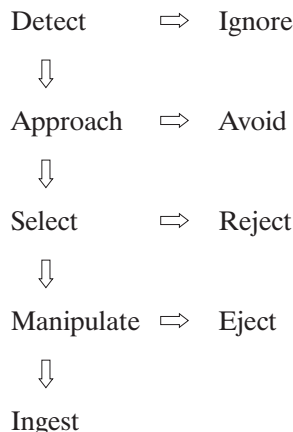 Detect ⇨ Ignore
⇩
Approach ⇨ Avoid
⇩
Select ⇨ Reject
⇩
Manipulate ⇨ Eject
⇩
Ingest